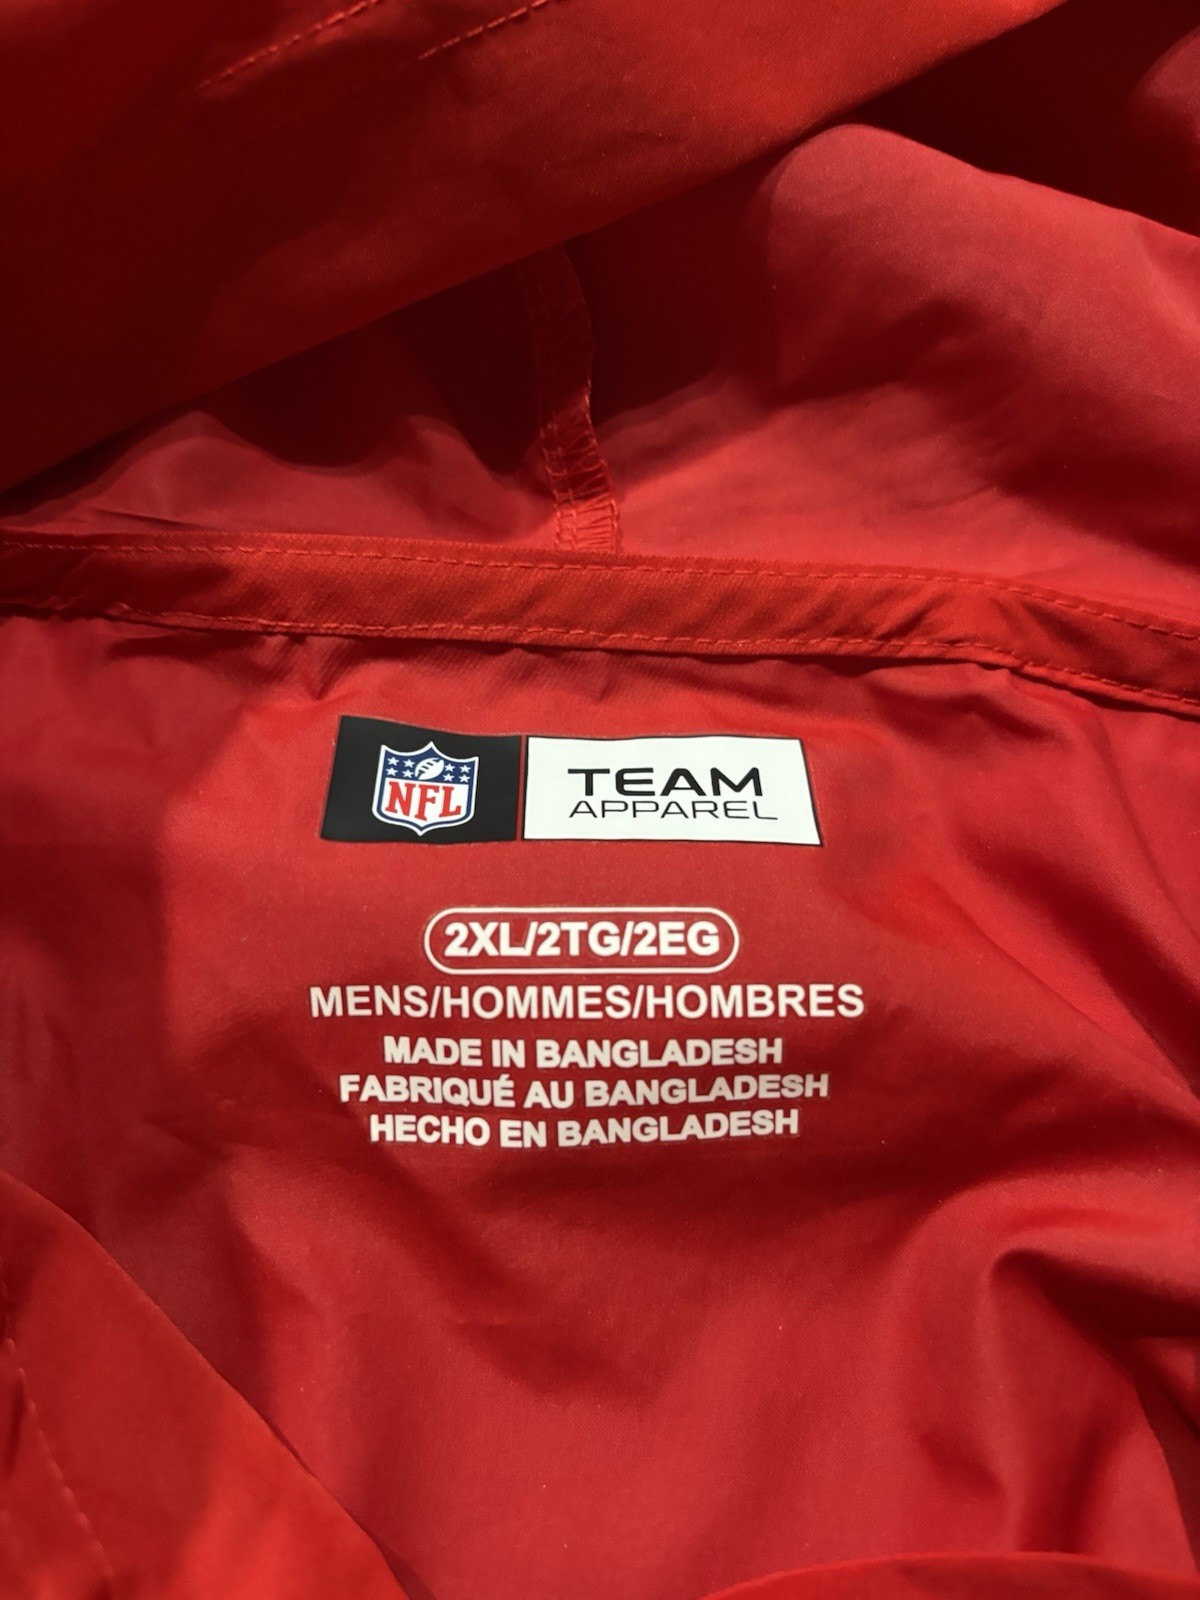 NFL
TEAM
APPAREL
2XL/2TG/2EG
MENS/HOMMES/HOMBRES
MADE IN BANGLADESH
FABRIQUÉ AU BANGLADESH
HECHO EN BANGLADESH